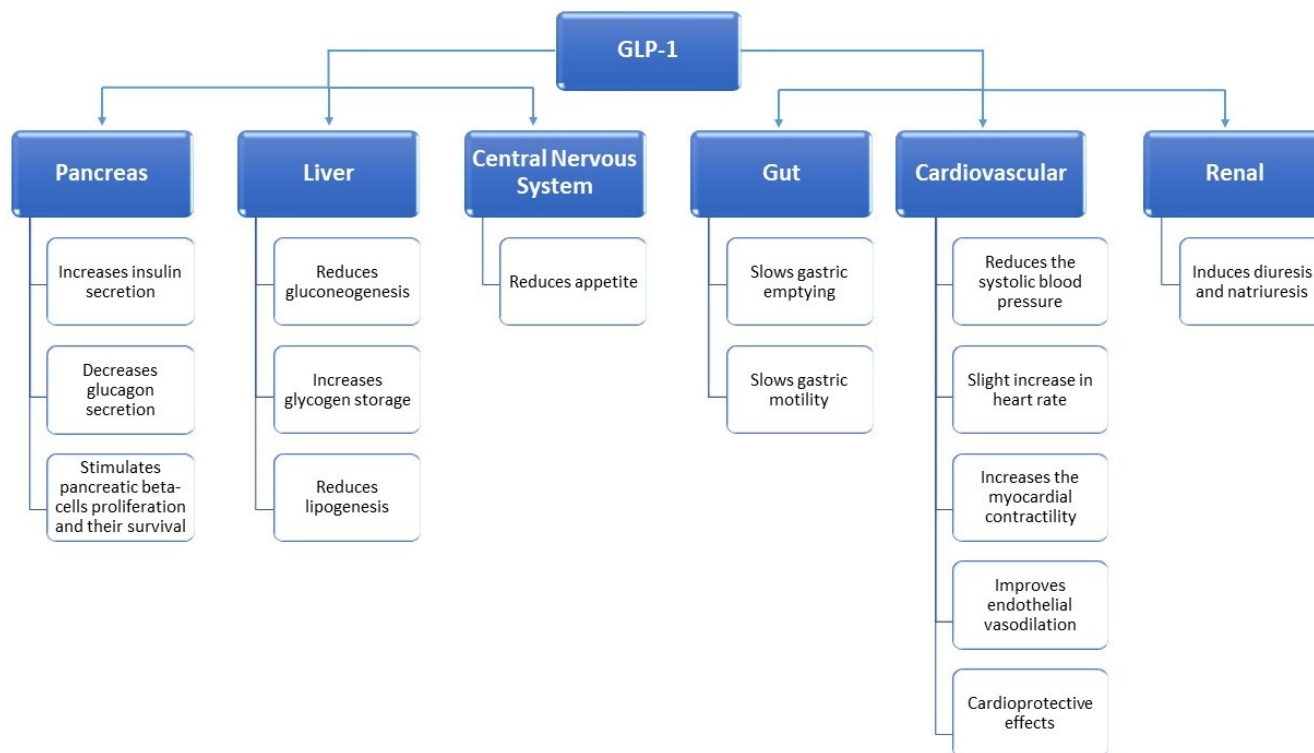 GLP-1
Pancreas
Increases insulin
secretion
Decreases
glucagon
secretion
Stimulates
pancreatic beta-
cells proliferation
and their survival
Liver
Reduces
gluconeogenesis
Increases
glycogen storage
Reduces
lipogenesis
Central Nervous
System
Reduces appetite
Gut
Slows gastric
emptying
Slows gastric
motility
Cardiovascular
Reduces the
systolic blood
pressure
Slight increase in
heart rate
Increases the
myocardial
contractility
Improves
endothelial
vasodilation
Cardioprotective
effects
Renal
Induces diuresis
and natriuresis